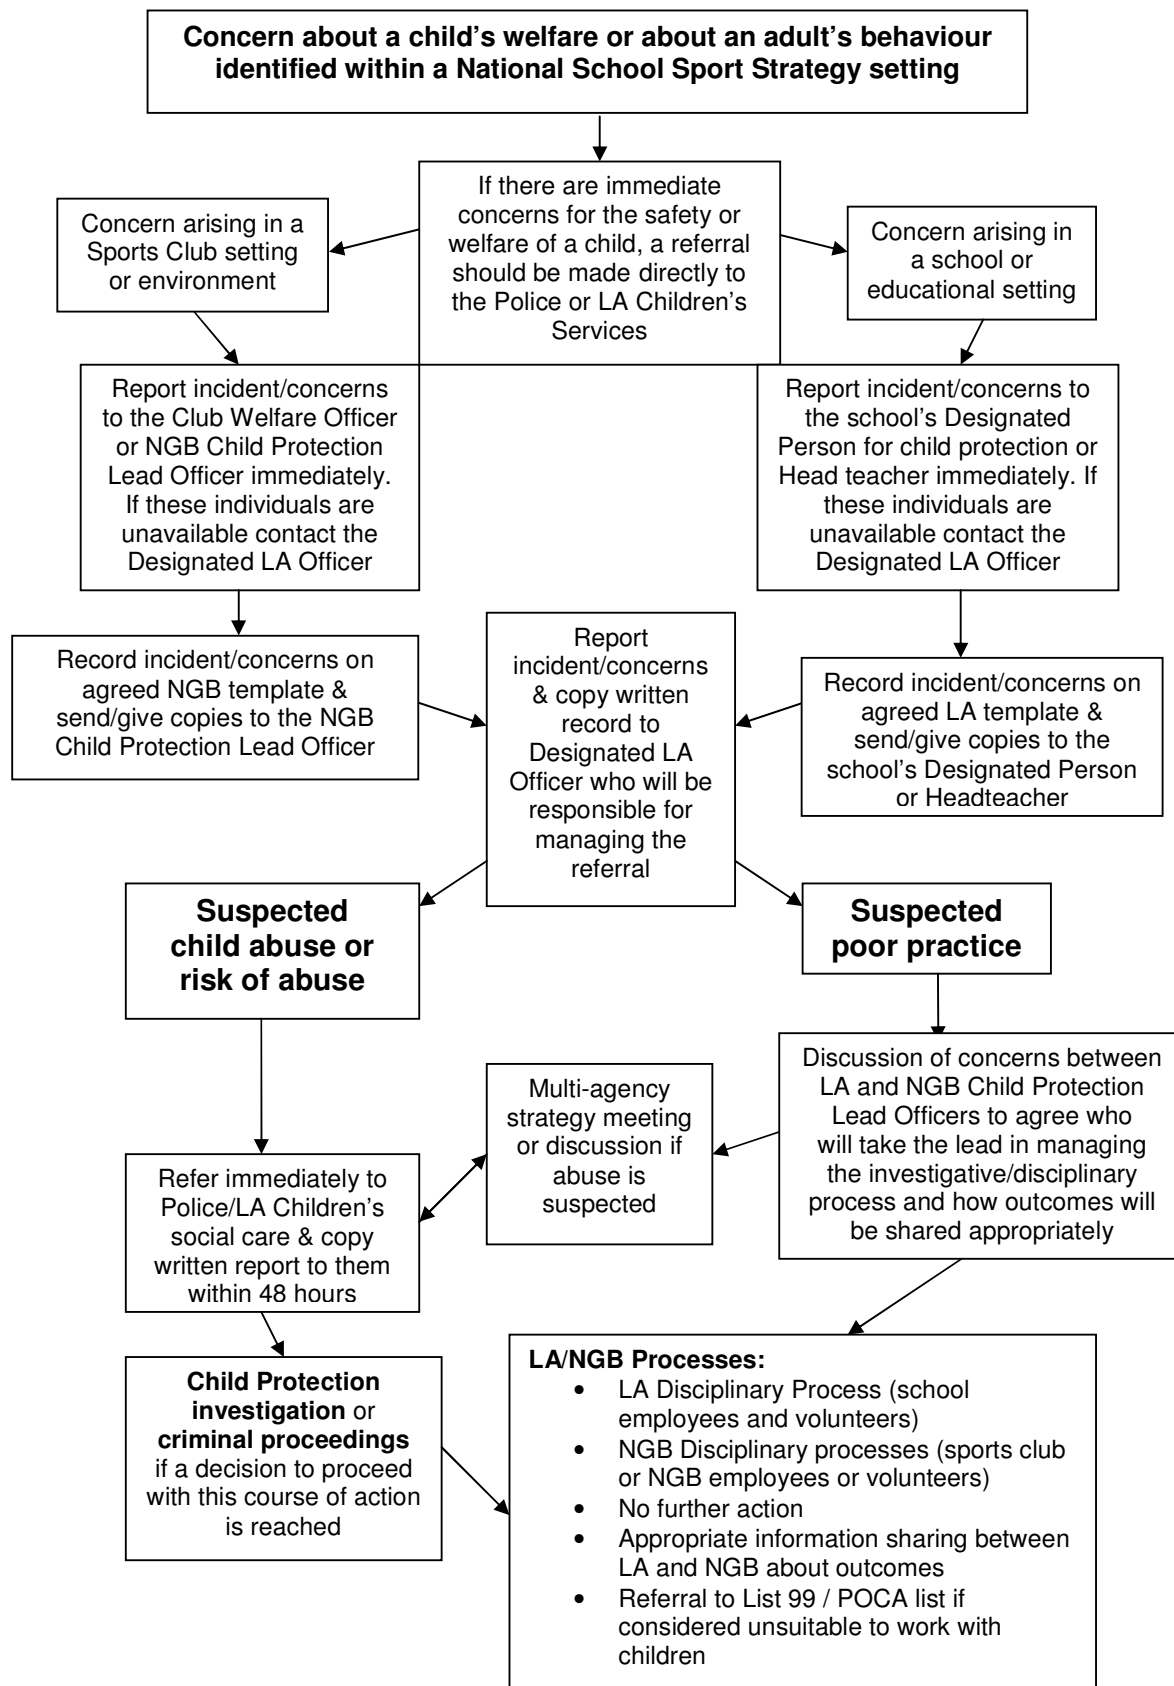 Concern about a child's welfare or about an adult's behaviour
identified within a National School Sport Strategy setting
If there are immediate
concerns for the safety or
welfare of a child, a referral
should be made directly to
the Police or LA Children's
Services
Concern arising in a
Sports Club setting
or environment
Concern arising in
a school or
educational setting
Report incident/concerns
to the Club Welfare Officer
or NGB Child Protection
Lead Officer immediately.
If these individuals are
unavailable contact the
Designated LA Officer
Report incident/concerns to
the school's Designated
Person for child protection or
Head teacher immediately. If
these individuals are
unavailable contact the
Designated LA Officer
Record incident/concerns on
agreed NGB template &
send/give copies to the NGB
Child Protection Lead Officer
Report
incident/concerns
& copy written
record to
Designated LA
Officer who will be
responsible for
managing the
referral
Record incident/concerns on
agreed LA template &
send/give copies to the
school's Designated Person
or Headteacher
Suspected
child abuse or
risk of abuse
Suspected
poor practice
Multi-agency
strategy meeting
or discussion if
abuse is
suspected
Discussion of concerns between
LA and NGB Child Protection
Lead Officers to agree who
will take the lead in managing
the investigative/disciplinary
process and how outcomes will
be shared appropriately
Refer immediately to
Police/LA Children's
social care & copy
written report to them
within 48 hours
Child Protection
investigation or
criminal proceedings
if a decision to proceed
with this course of action
is reached
LA/NGB Processes:
• LA Disciplinary Process (school
employees and volunteers)
• NGB Disciplinary processes (sports club
or NGB employees or volunteers)
• No further action
• Appropriate information sharing between
LA and NGB about outcomes
• Referral to List 99 / POCA list if
considered unsuitable to work with
children